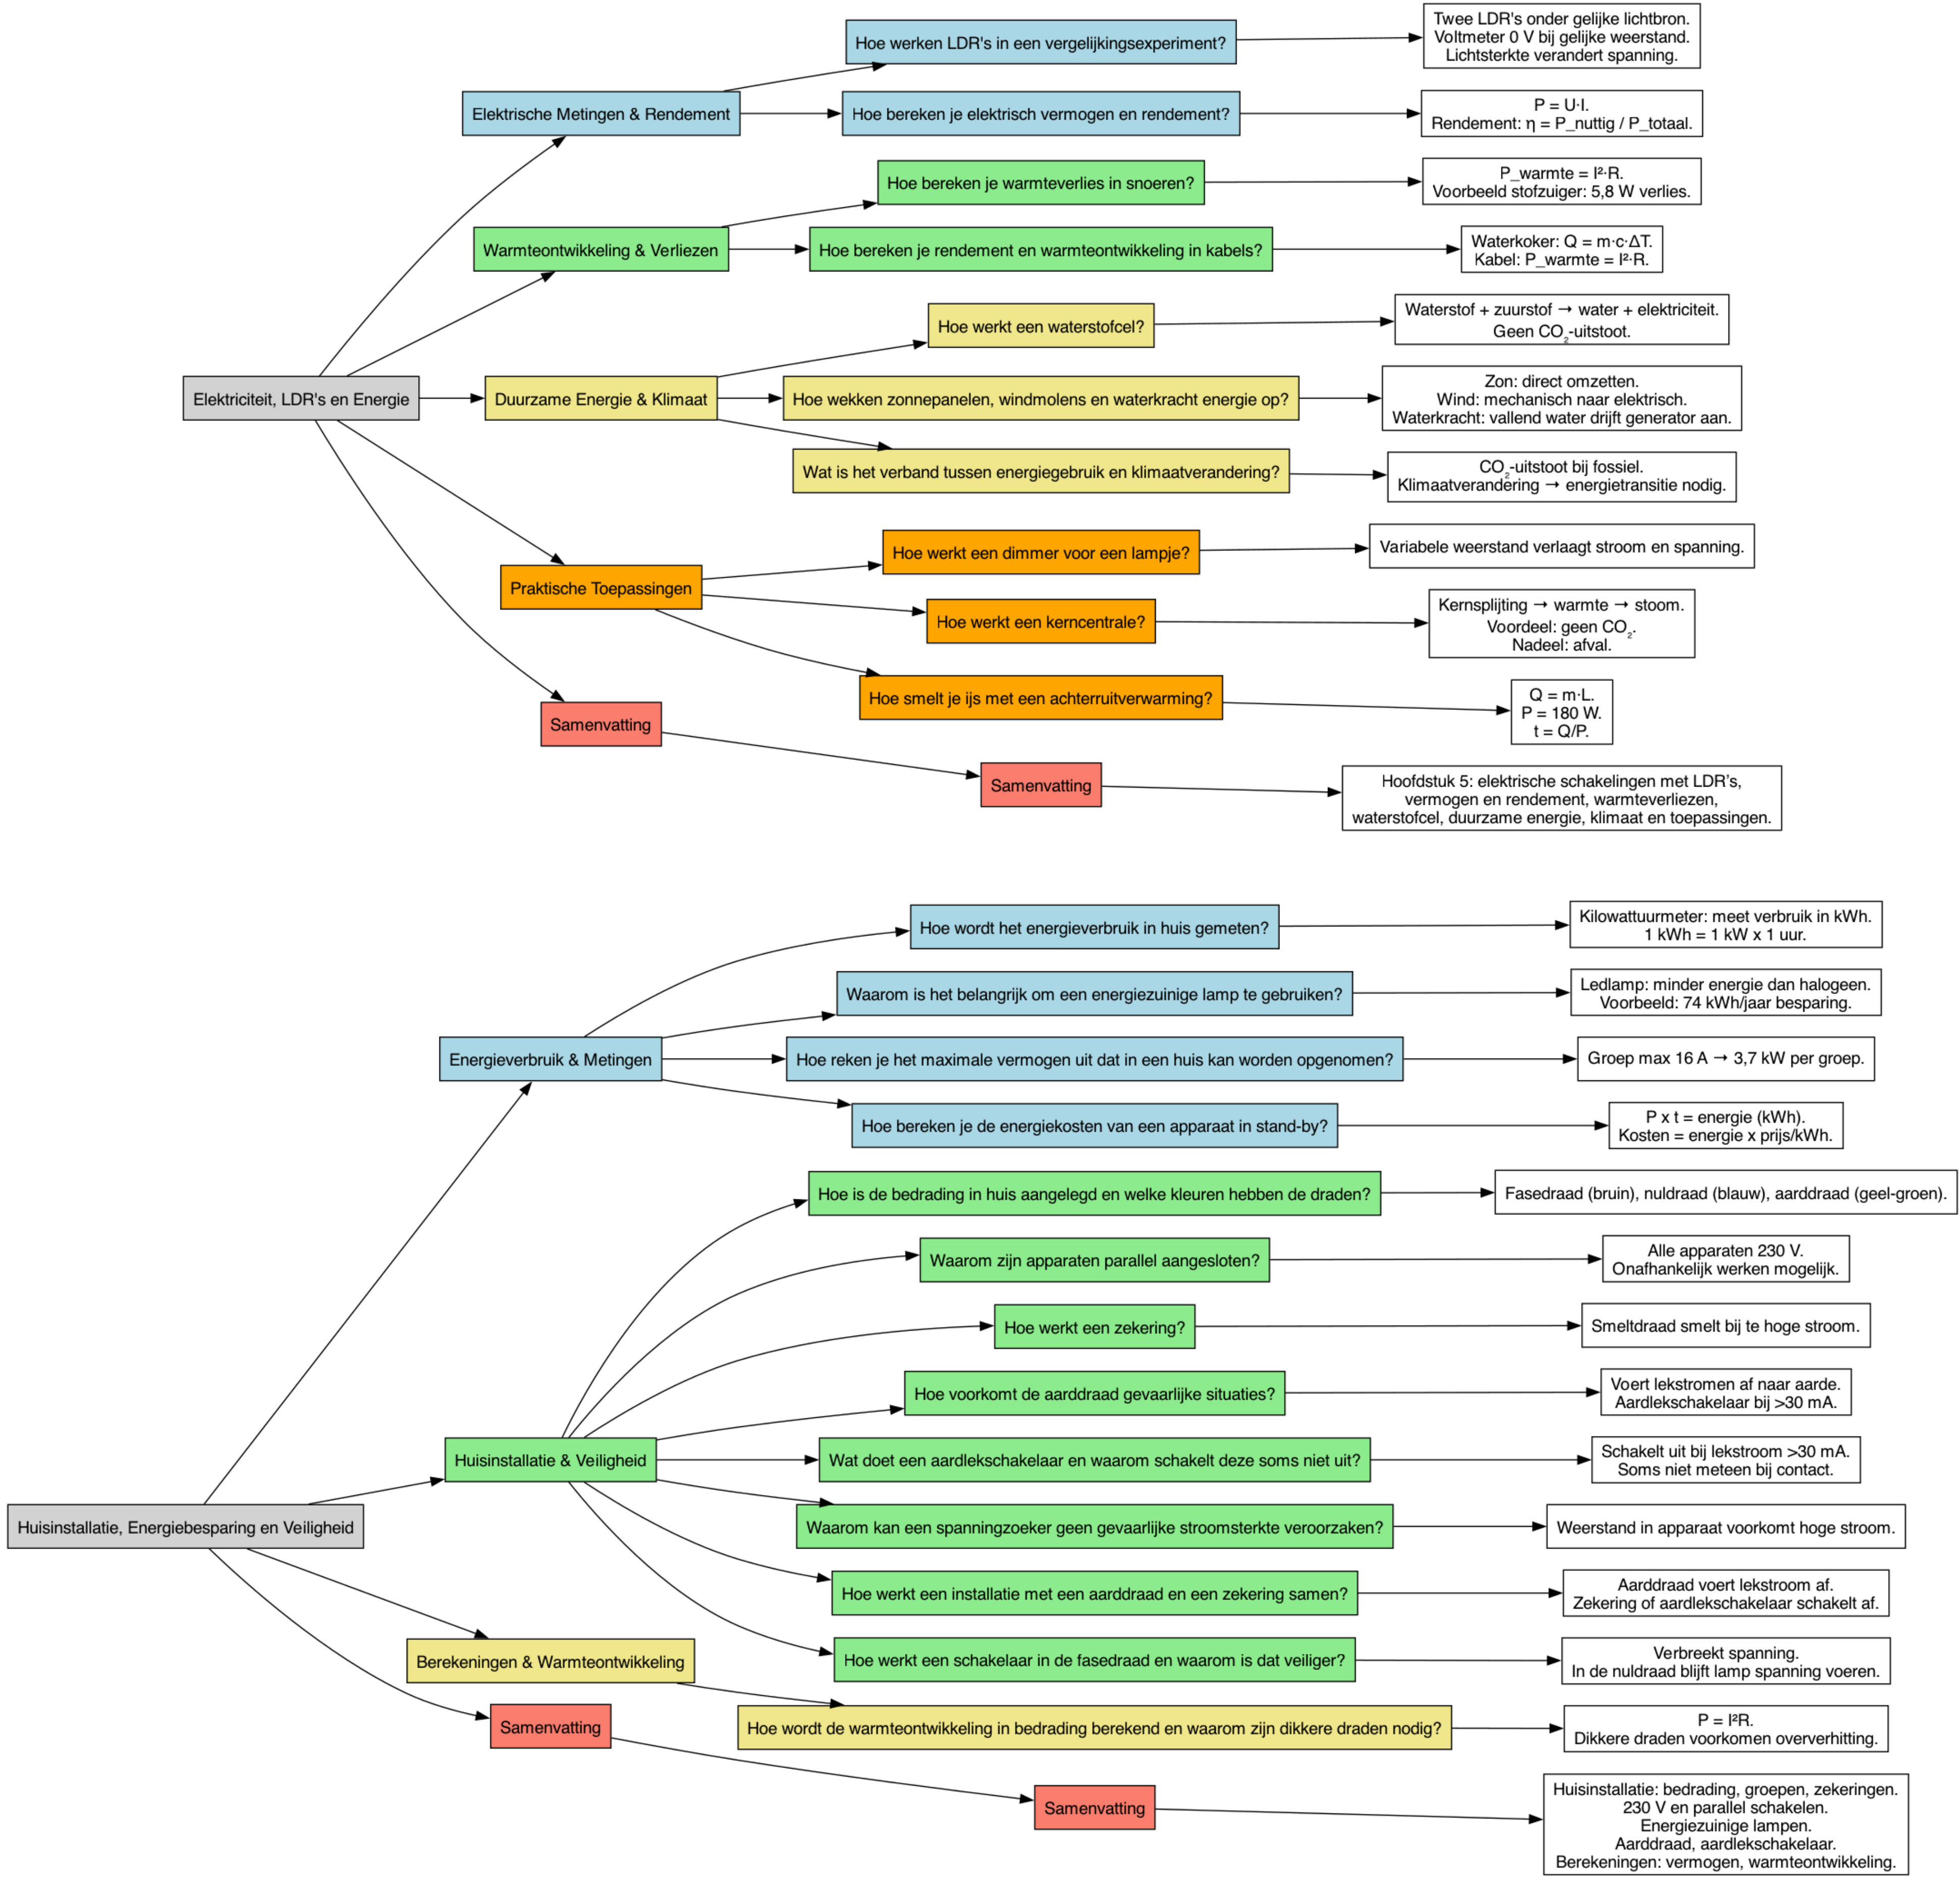 Elektriciteit, LDR's en Energie
Elektrische Metingen & Rendement
Hoe werken LDR's in een vergelijkingsexperiment?
Twee LDR's onder gelijke lichtbron.
Voltmeter 0 V bij gelijke weerstand.
Lichtsterkte verandert spanning.
Hoe bereken je elektrisch vermogen en rendement?
P = U·I.
Rendement: η = P_nuttig / P_totaal.
Warmteontwikkeling & Verliezen
Hoe bereken je warmteverlies in snoeren?
P_warmte = I²·R.
Voorbeeld stofzuiger: 5,8 W verlies.
Hoe bereken je rendement en warmteontwikkeling in kabels?
Waterkoker: Q = m·c·ΔT.
Kabel: P_warmte = I²·R.
Duurzame Energie & Klimaat
Hoe werkt een waterstofcel?
Waterstof + zuurstof → water + elektriciteit.
Geen CO₂-uitstoot.
Hoe wekken zonnepanelen, windmolens en waterkracht energie op?
Zon: direct omzetten.
Wind: mechanisch naar elektrisch.
Waterkracht: vallend water drijft generator aan.
Wat is het verband tussen energiegebruik en klimaatverandering?
CO₂-uitstoot bij fossiel.
Klimaatverandering → energietransitie nodig.
Praktische Toepassingen
Hoe werkt een dimmer voor een lampje?
Variabele weerstand verlaagt stroom en spanning.
Hoe werkt een kerncentrale?
Kernsplijting → warmte → stoom.
Voordeel: geen CO₂.
Nadeel: afval.
Hoe smelt je ijs met een achterruitverwarming?
Q = m·L.
P = 180 W.
t = Q/P.
Samenvatting
Samenvatting
Hoofdstuk 5: elektrische schakelingen met LDR's,
vermogen en rendement, warmteverliezen,
waterstofcel, duurzame energie, klimaat en toepassingen.
Huisinstallatie, Energiebesparing en Veiligheid
Energieverbruik & Metingen
Hoe wordt het energieverbruik in huis gemeten?
Kilowattuurmeter: meet verbruik in kWh.
1 kWh = 1 kW x 1 uur.
Waarom is het belangrijk om een energiezuinige lamp te gebruiken?
Ledlamp: minder energie dan halogeen.
Voorbeeld: 74 kWh/jaar besparing.
Hoe reken je het maximale vermogen uit dat in een huis kan worden opgenomen?
Groep max 16 A → 3,7 kW per groep.
Hoe bereken je de energiekosten van een apparaat in stand-by?
P x t = energie (kWh).
Kosten = energie x prijs/kWh.
Huisinstallatie & Veiligheid
Hoe is de bedrading in huis aangelegd en welke kleuren hebben de draden?
Fasedraad (bruin), nuldraad (blauw), aarddraad (geel-groen).
Waarom zijn apparaten parallel aangesloten?
Alle apparaten 230 V.
Onafhankelijk werken mogelijk.
Hoe werkt een zekering?
Smeltdraad smelt bij te hoge stroom.
Hoe voorkomt de aarddraad gevaarlijke situaties?
Voert lekstromen af naar aarde.
Aardlekschakelaar bij >30 mA.
Wat doet een aardlekschakelaar en waarom schakelt deze soms niet uit?
Schakelt uit bij lekstroom >30 mA.
Soms niet meteen bij contact.
Waarom kan een spanningzoeker geen gevaarlijke stroomsterkte veroorzaken?
Weerstand in apparaat voorkomt hoge stroom.
Hoe werkt een installatie met een aarddraad en een zekering samen?
Aarddraad voert lekstroom af.
Zekering of aardlekschakelaar schakelt af.
Hoe werkt een schakelaar in de fasedraad en waarom is dat veiliger?
Verbreekt spanning.
In de nuldraad blijft lamp spanning voeren.
Berekeningen & Warmteontwikkeling
Hoe wordt de warmteontwikkeling in bedrading berekend en waarom zijn dikkere draden nodig?
P = I²R.
Dikkere draden voorkomen oververhitting.
Samenvatting
Samenvatting
Huisinstallatie: bedrading, groepen, zekeringen.
230 V en parallel schakelen.
Energiezuinige lampen.
Aarddraad, aardlekschakelaar.
Berekeningen: vermogen, warmteontwikkeling.